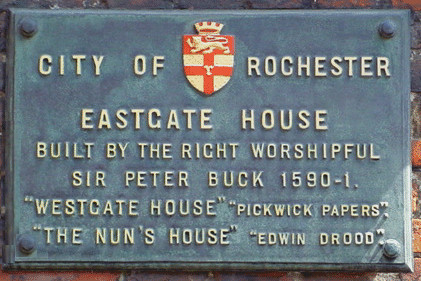 CITY OF ROCHESTER
EASTGATE HOUSE
BUILT BY THE RIGHT WORSHIPFUL
SIR PETER BUCK 1590-1.
"WESTGATE HOUSE" "PICKWICK PAPERS",
"THE NUN'S HOUSE" "EDWIN DROOD"